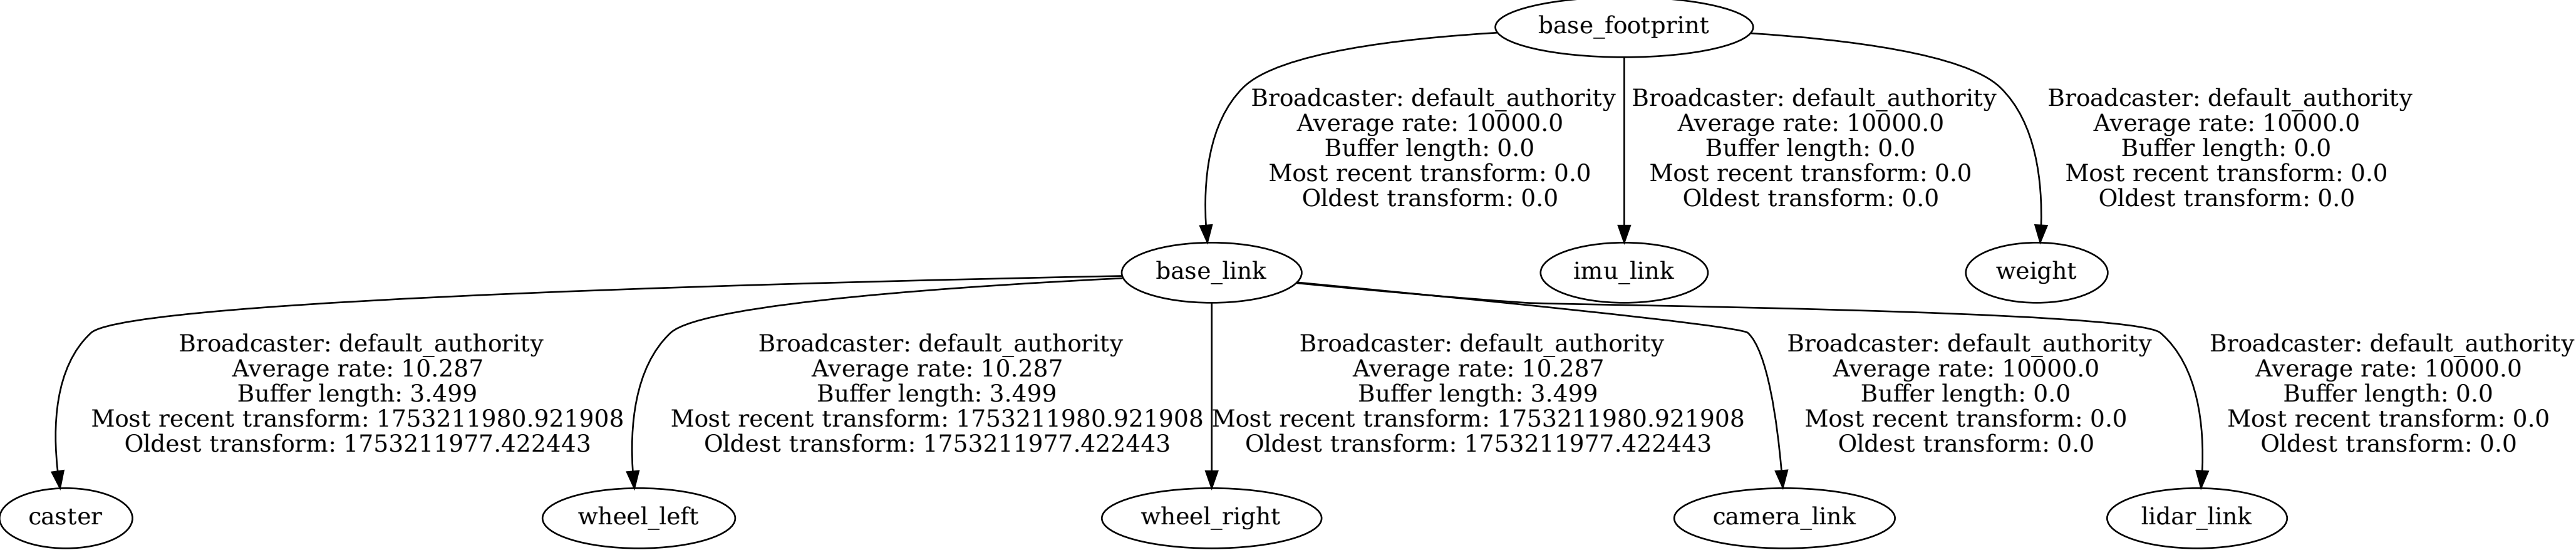 base_footprint
Broadcaster: default_authority
Average rate: 10000.0
Buffer length: 0.0
Most recent transform: 0.0
Oldest transform: 0.0
Broadcaster: default_authority
Average rate: 10000.0
Buffer length: 0.0
Most recent transform: 0.0
Oldest transform: 0.0
Broadcaster: default_authority
Average rate: 10000.0
Buffer length: 0.0
Most recent transform: 0.0
Oldest transform: 0.0
base_link
imu_link
weight
Broadcaster: default_authority
Average rate: 10.287
Buffer length: 3.499
Most recent transform: 1753211980.921908
Oldest transform: 1753211977.422443
Broadcaster: default_authority
Average rate: 10.287
Buffer length: 3.499
Most recent transform: 1753211980.921908
Oldest transform: 1753211977.422443
Broadcaster: default_authority
Average rate: 10.287
Buffer length: 3.499
Most recent transform: 1753211980.921908
Oldest transform: 1753211977.422443
Broadcaster: default_authority
Average rate: 10000.0
Buffer length: 0.0
Most recent transform: 0.0
Oldest transform: 0.0
Broadcaster: default_authority
Average rate: 10000.0
Buffer length: 0.0
Most recent transform: 0.0
Oldest transform: 0.0
caster
wheel_left
wheel_right
camera_link
lidar_link